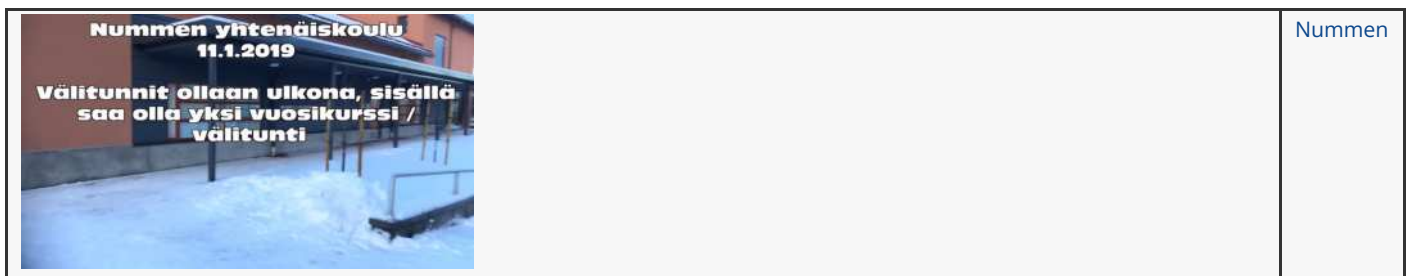 Nummen yhtenäiskoulu
11.1.2019
Välitunnit ollaan ulkona, sisällä
saa olla yksi vuosikurssi /
välitunti
Nummen